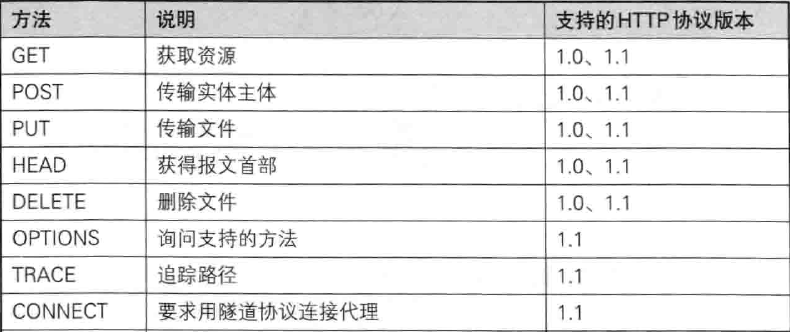 方法 说明 支持的HTTP协议版本
GET 获取资源 1.0、1.1
POST 传输实体主体 1.0、1.1
PUT 传输文件 1.0、1.1
HEAD 获得报文首部 1.0、1.1
DELETE 删除文件 1.0、1.1
OPTIONS 询问支持的方法 1.1
TRACE 追踪路径 1.1
CONNECT 要求用隧道协议连接代理 1.1